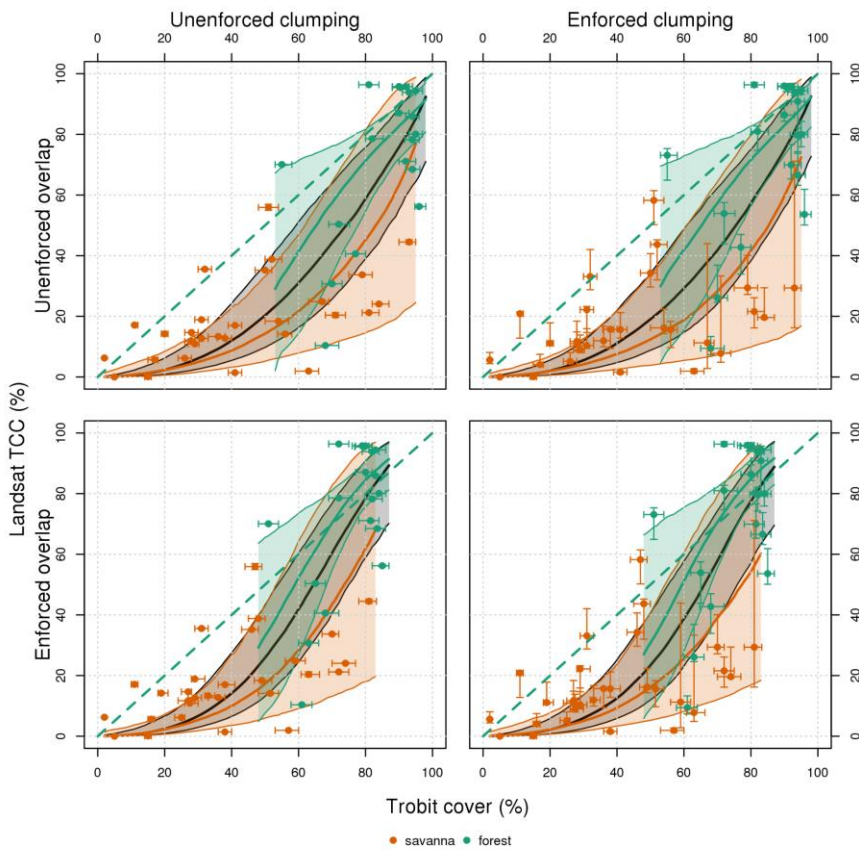 Unenforced clumping
Enforced clumping
0 20 40 60 80 100
0 20 40 60 80 100
Unenforced overlap
0 20 40 60 80 100
0 20 40 60 80 100
Landsat TCC (%)
Enforced overlap
0 20 40 60 80 100
0 20 40 60 80 100
0 20 40 60 80 100
0 20 40 60 80 100
Trobit cover (%)
savanna forest